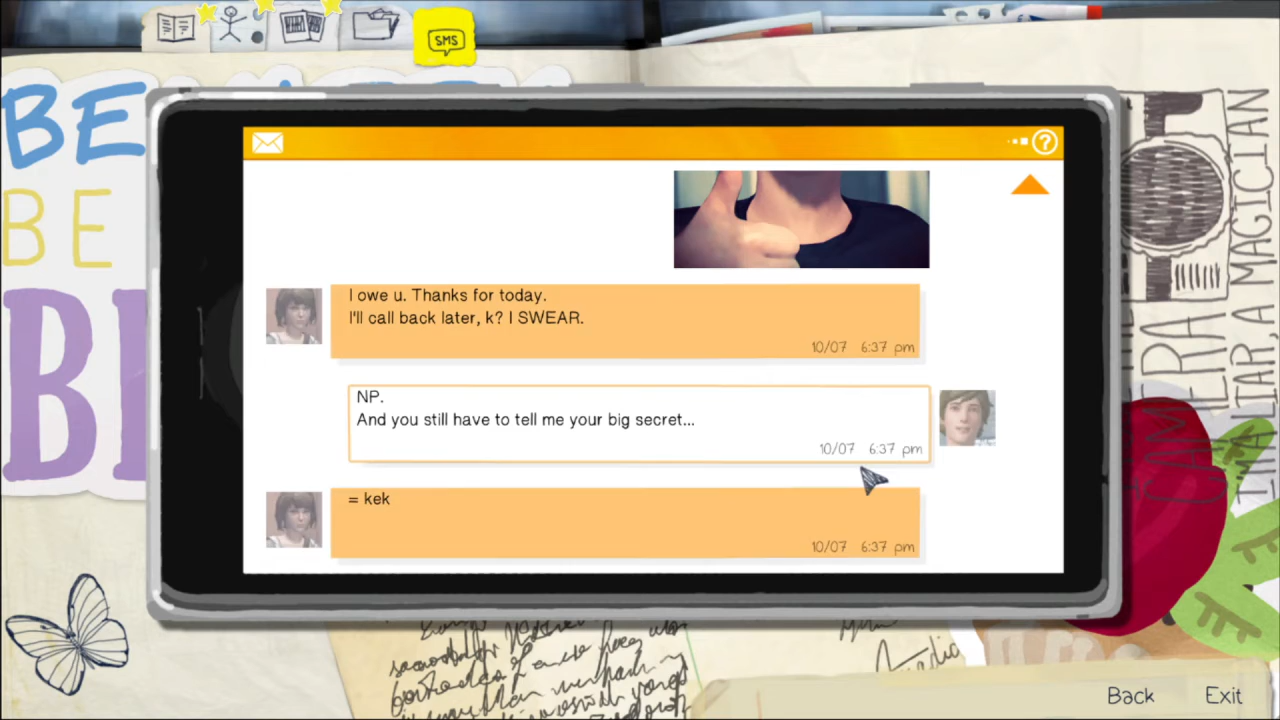 SMS
BE
BE
?
I owe u. Thanks for today.
I'll call back later, k? I SWEAR.
10/07 6:37 pm
NP.
And you still have to tell me your big secret...
10/07 6:37 pm
= kek
10/07 6:37 pm
CAMERA
LIAR, A MAGICIAN
Back
Exit